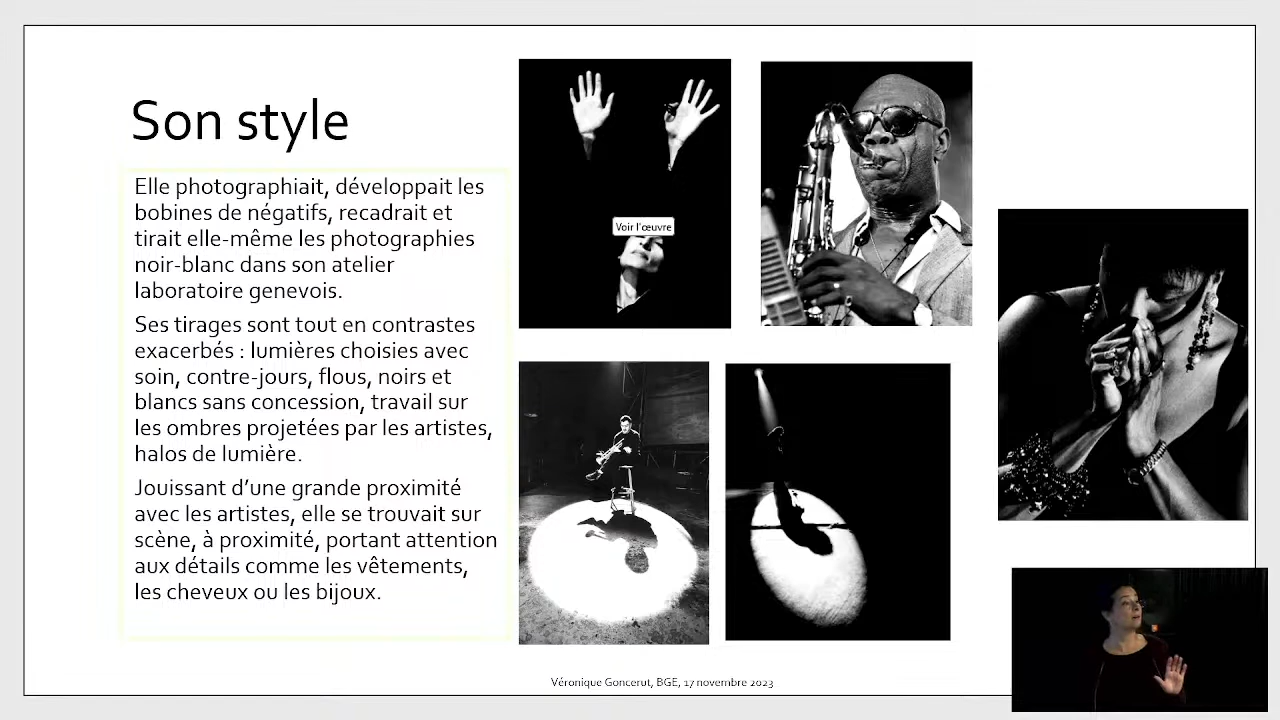 Son style
Elle photographiait, développait les
bobines de négatifs, recadrait et
tirait elle-même les photographies
noir-blanc dans son atelier
laboratoire genevois.
Ses tirages sont tout en contrastes
exacerbés : lumières choisies avec
soin, contre-jours, flous, noirs et
blancs sans concession, travail sur
les ombres projetées par les artistes,
halos de lumière.
Jouissant d’une grande proximité
avec les artistes, elle se trouvait sur
scène, à proximité, portant attention
aux détails comme les vêtements,
les cheveux ou les bijoux.
Voir l'œuvre
Véronique Goncerut, BGE, 17 novembre 2023